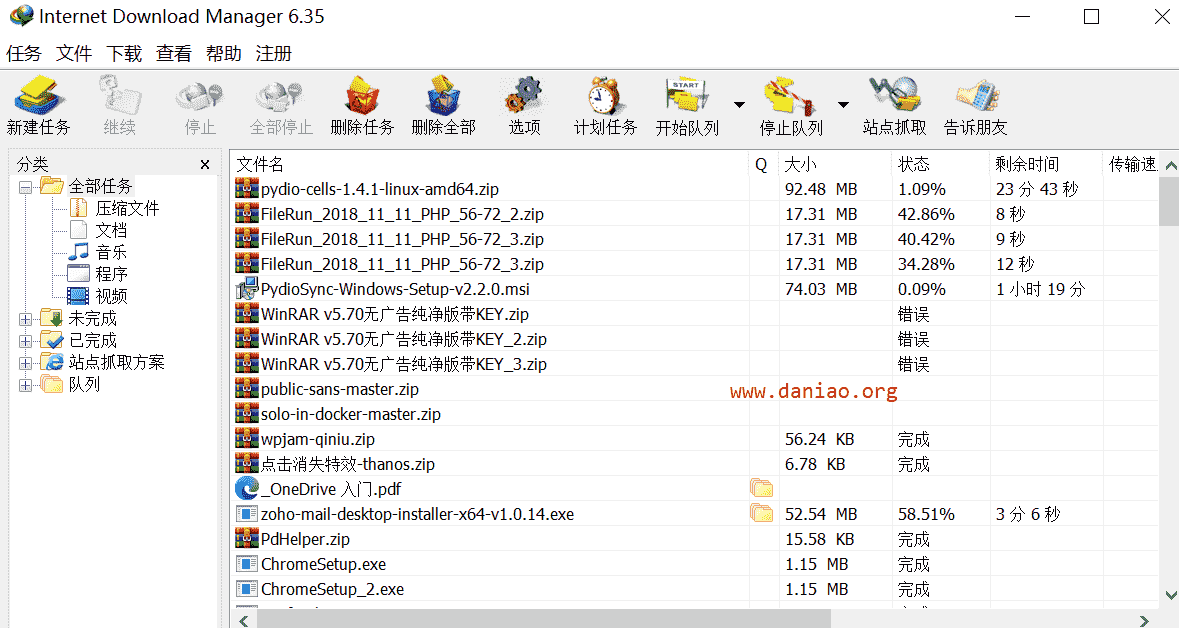 Internet Download Manager 6.35
任务 文件 下载 查看 帮助 注册
START
新建任务 继续 停止 全部停止 删除任务 删除全部 选项 计划任务 开始队列 停止队列 站点抓取 告诉朋友
分类
全部任务
压缩文件
文档
音乐
程序
视频
未完成
已完成
站点抓取方案
队列
文件名 Q 大小 状态 剩余时间 传输速
pydio-cells-1.4.1-linux-amd64.zip 92.48 MB 1.09% 23 分 43 秒
FileRun_2018_11_11_PHP_56-72_2.zip 17.31 MB 42.86% 8 秒
FileRun_2018_11_11_PHP_56-72_3.zip 17.31 MB 40.42% 9 秒
FileRun_2018_11_11_PHP_56-72_3.zip 17.31 MB 34.28% 12 秒
PydioSync-Windows-Setup-v2.2.0.msi 74.03 MB 0.09% 1 小时 19 分
WinRAR v5.70无广告纯净版带KEY.zip 错误
WinRAR v5.70无广告纯净版带KEY_2.zip 错误
WinRAR v5.70无广告纯净版带KEY_3.zip 错误
public-sans-master.zip
www.daniao.org
solo-in-docker-master.zip
wpjam-qiniu.zip 56.24 KB 完成
点击消失特效-thanos.zip 6.78 KB 完成
_OneDrive 入门.pdf
zoho-mail-desktop-installer-x64-v1.0.14.exe 52.54 MB 58.51% 3 分 6 秒
PdHelper.zip 15.58 KB 完成
ChromeSetup.exe 1.15 MB 完成
ChromeSetup_2.exe 1.15 MB 完成